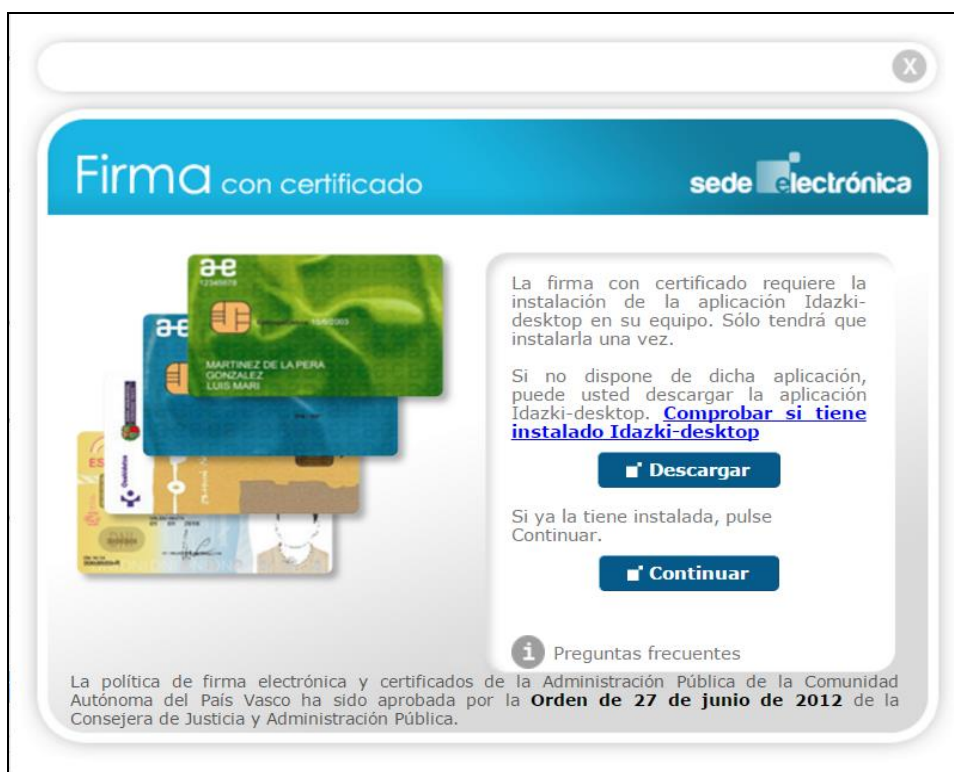 X
Firma con certificado
sede electrónica
a-e
12345678
MARTINEZ DE LA PERA
GONZALEZ
LUIS MARI
a-e
ES
DNI
La firma con certificado requiere la
instalación de la aplicación Idazki-
desktop en su equipo. Sólo tendrá que
instalarla una vez.
Si no dispone de dicha aplicación,
puede usted descargar la aplicación
Idazki-desktop. Comprobar si tiene
instalado Idazki-desktop
Descargar
Si ya la tiene instalada, pulse
Continuar.
Continuar
i Preguntas frecuentes
La política de firma electrónica y certificados de la Administración Pública de la Comunidad
Autónoma del País Vasco ha sido aprobada por la Orden de 27 de junio de 2012 de la
Consejera de Justicia y Administración Pública.